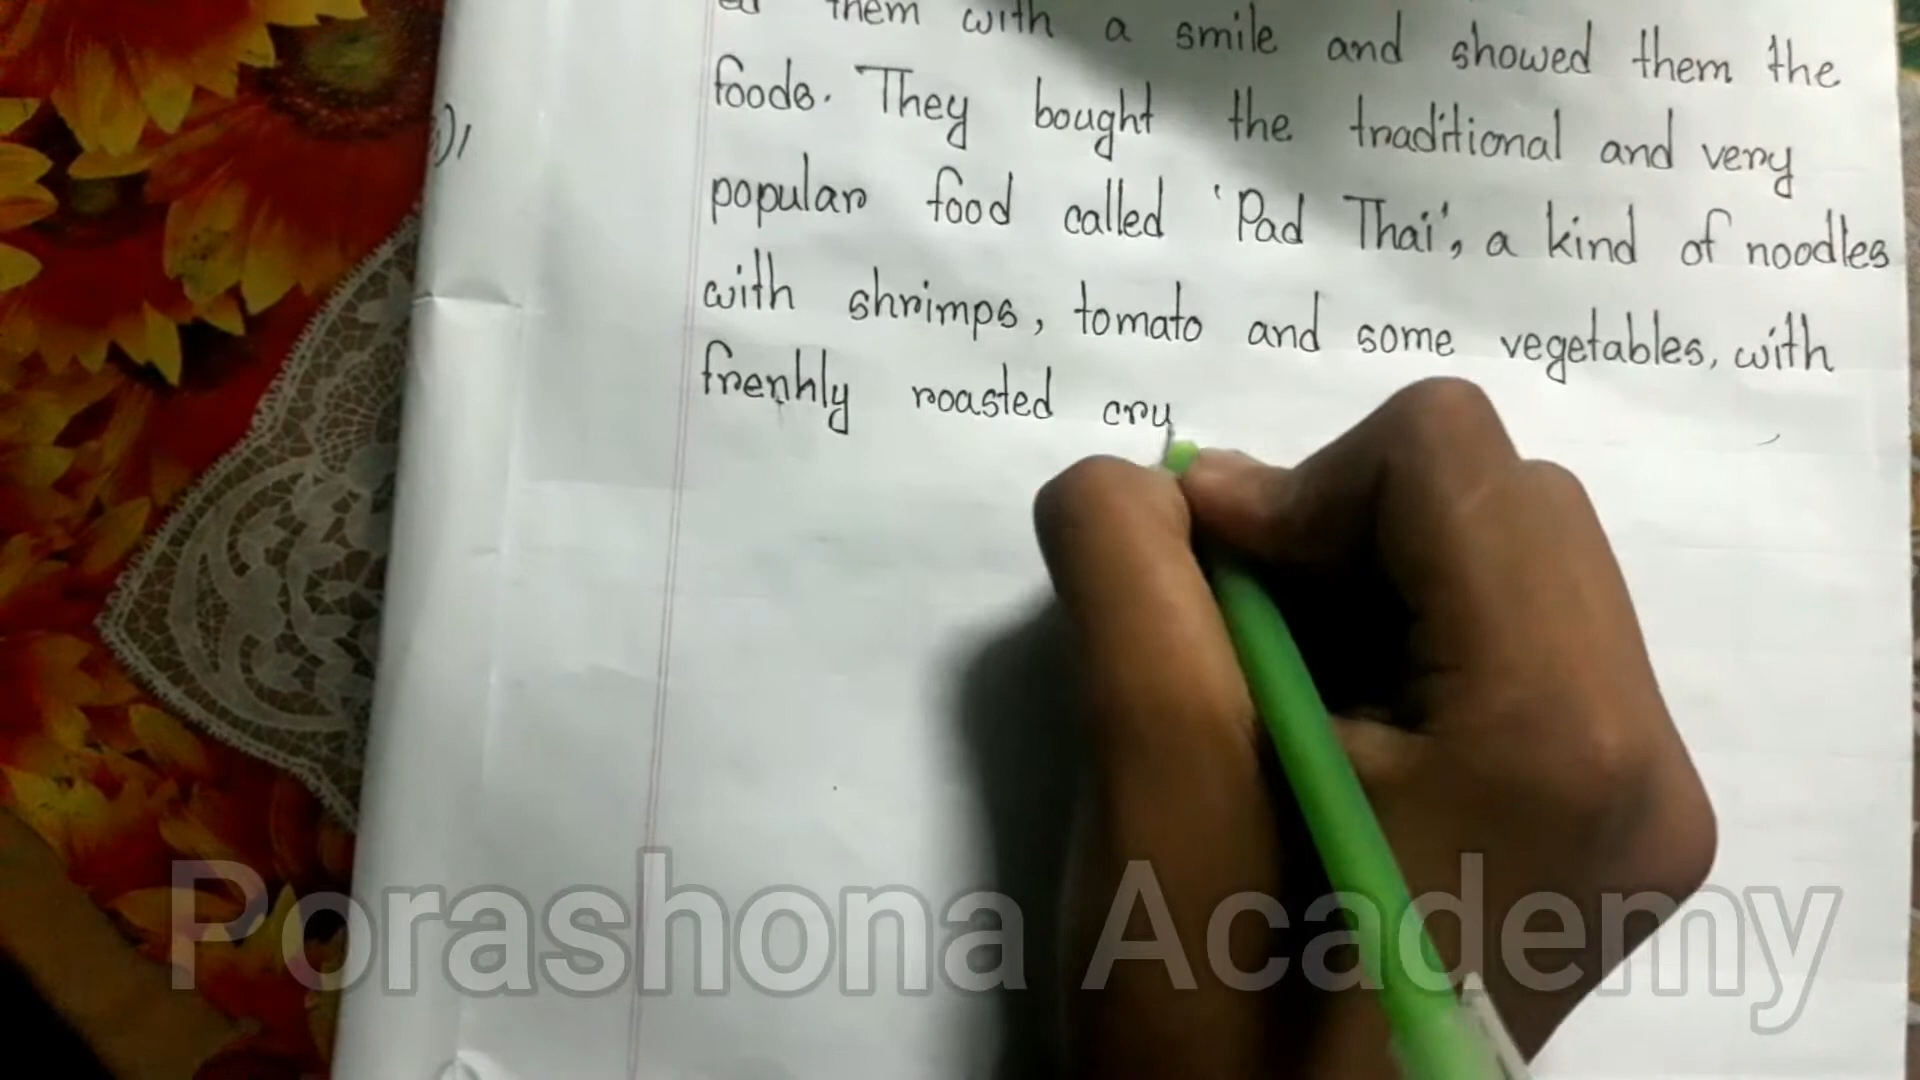 them with a smile and showed them the
foods. They bought the traditional and very
popular food called 'Pad Thai', a kind of noodles
with shrimps, tomato and some vegetables, with
frenhly roasted cru
Porashona Academy